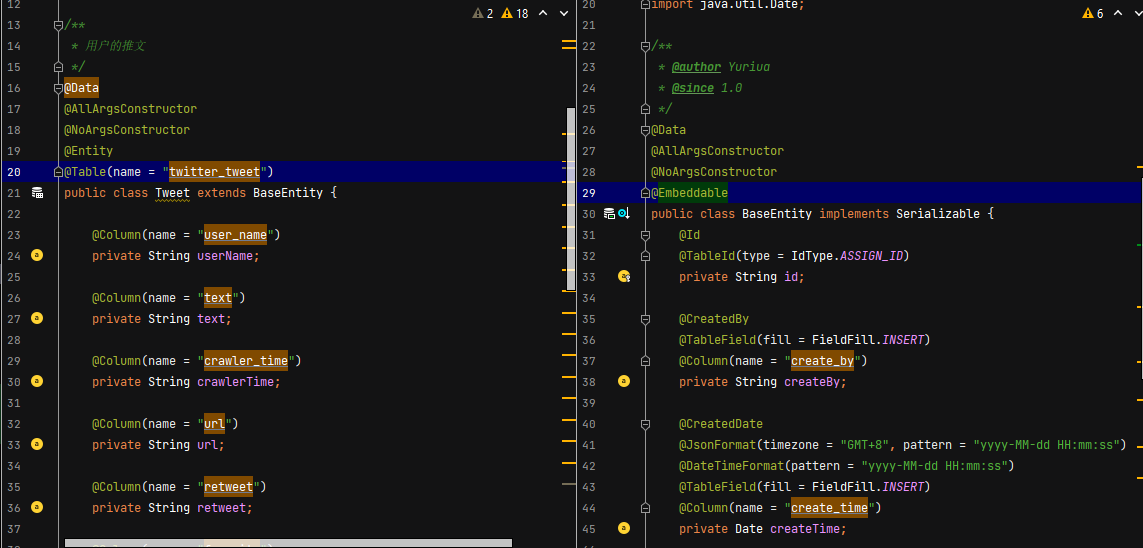 12
13 /**
14 * 用户的推文
15 */
16 @Data
17 @AllArgsConstructor
18 @NoArgsConstructor
19 @Entity
20 @Table(name = "twitter_tweet")
21 public class Tweet extends BaseEntity {
22
23 @Column(name = "user_name")
24 private String userName;
25
26 @Column(name = "text")
27 private String text;
28
29 @Column(name = "crawler_time")
30 private String crawlerTime;
31
32 @Column(name = "url")
33 private String url;
34
35 @Column(name = "retweet")
36 private String retweet;
37
2 18
20 import java.util.Date;
21
22 /**
23 * @author Yuriua
24 * @since 1.0
25 */
26 @Data
27 @AllArgsConstructor
28 @NoArgsConstructor
29 @Embeddable
30 public class BaseEntity implements Serializable {
31 @Id
32 @TableId(type = IdType.ASSIGN_ID)
33 private String id;
34
35 @CreatedBy
36 @TableField(fill = FieldFill.INSERT)
37 @Column(name = "create_by")
38 private String createBy;
39
40 @CreatedDate
41 @JsonFormat(timezone = "GMT+8", pattern = "yyyy-MM-dd HH:mm:ss")
42 @DateTimeFormat(pattern = "yyyy-MM-dd HH:mm:ss")
43 @TableField(fill = FieldFill.INSERT)
44 @Column(name = "create_time")
45 private Date createTime;
6